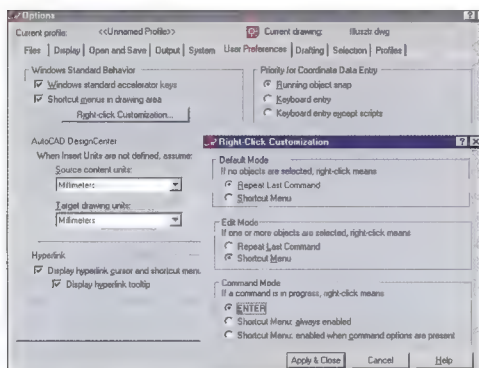 Options
Current profile: <<Unnamed Profile>> Current drawing: Illuxztr.dwg
Files Display Open and Save Output System User Preferences Drafting Selection Profiles
Windows Standard Behavior
Windows standard accelerator keys
Shortcut menus in drawing area
Right-click Customization...
Priority for Coordinate Data Entry
Running object snap
Keyboard entry
Keyboard entry except scripts
AutoCAD DesignCenter
When Insert Units are not defined, assume:
Source content units:
Millimeters
Target drawing units:
Millimeters
Hyperlink
Display hyperlink cursor and shortcut menu
Display hyperlink tooltip
Right-Click Customization
Default Mode
If no objects are selected, right-click means
Repeat Last Command
Shortcut Menu
Edit Mode
If one or more objects are selected, right-click means
Repeat Last Command
Shortcut Menu
Command Mode
If a command is in progress, right-click means
ENTER
Shortcut Menu: always enabled
Shortcut Menu: enabled when command options are present
Apply & Close Cancel Help